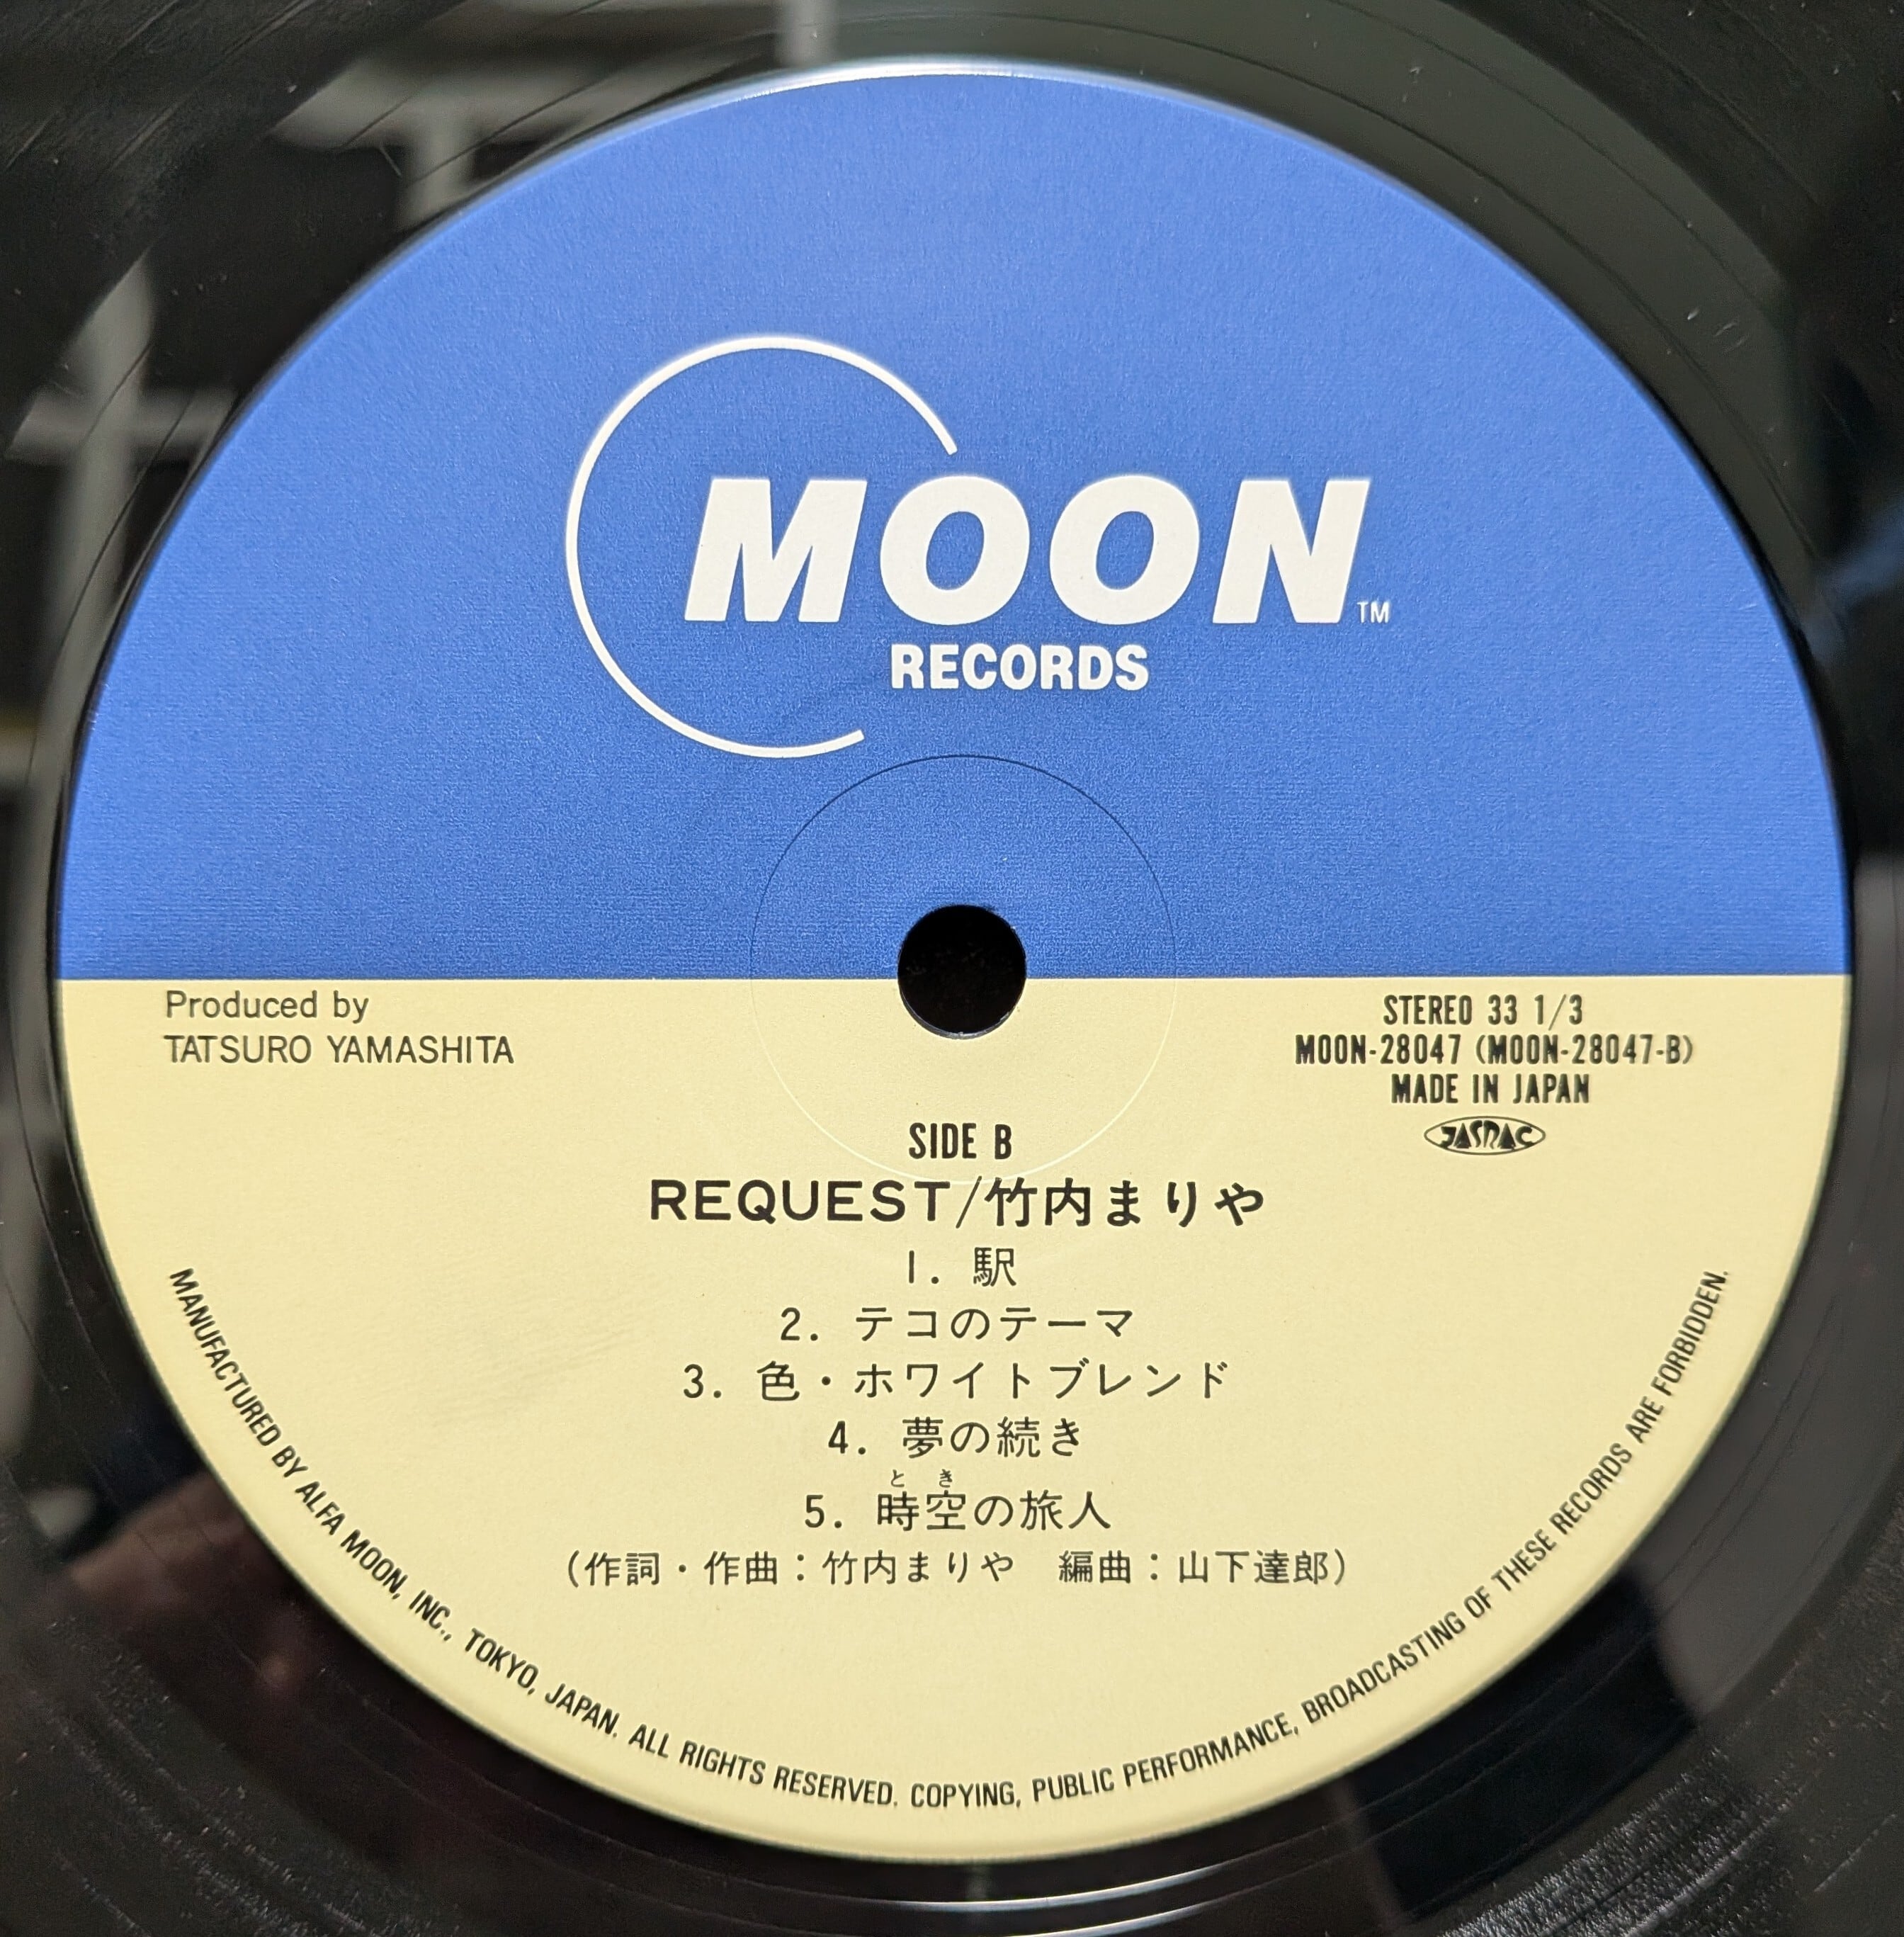 MOON TM
RECORDS
Produced by
TATSURO YAMASHITA
STEREO 33 1/3
MOON-28047 (MOON-28047-B)
MADE IN JAPAN
JASRAC
SIDE B
REQUEST/竹内まりや
1. 駅
2. テコのテーマ
3. 色・ホワイトブレンド
4. 夢の続き
とき
5. 時空の旅人
(作詞・作曲:竹内まりや 編曲:山下達郎)
MANUFACTURED BY ALFA MOON, INC., TOKYO, JAPAN. ALL RIGHTS RESERVED. COPYING, PUBLIC PERFORMANCE, BROADCASTING OF THESE RECORDS ARE FORBIDDEN.